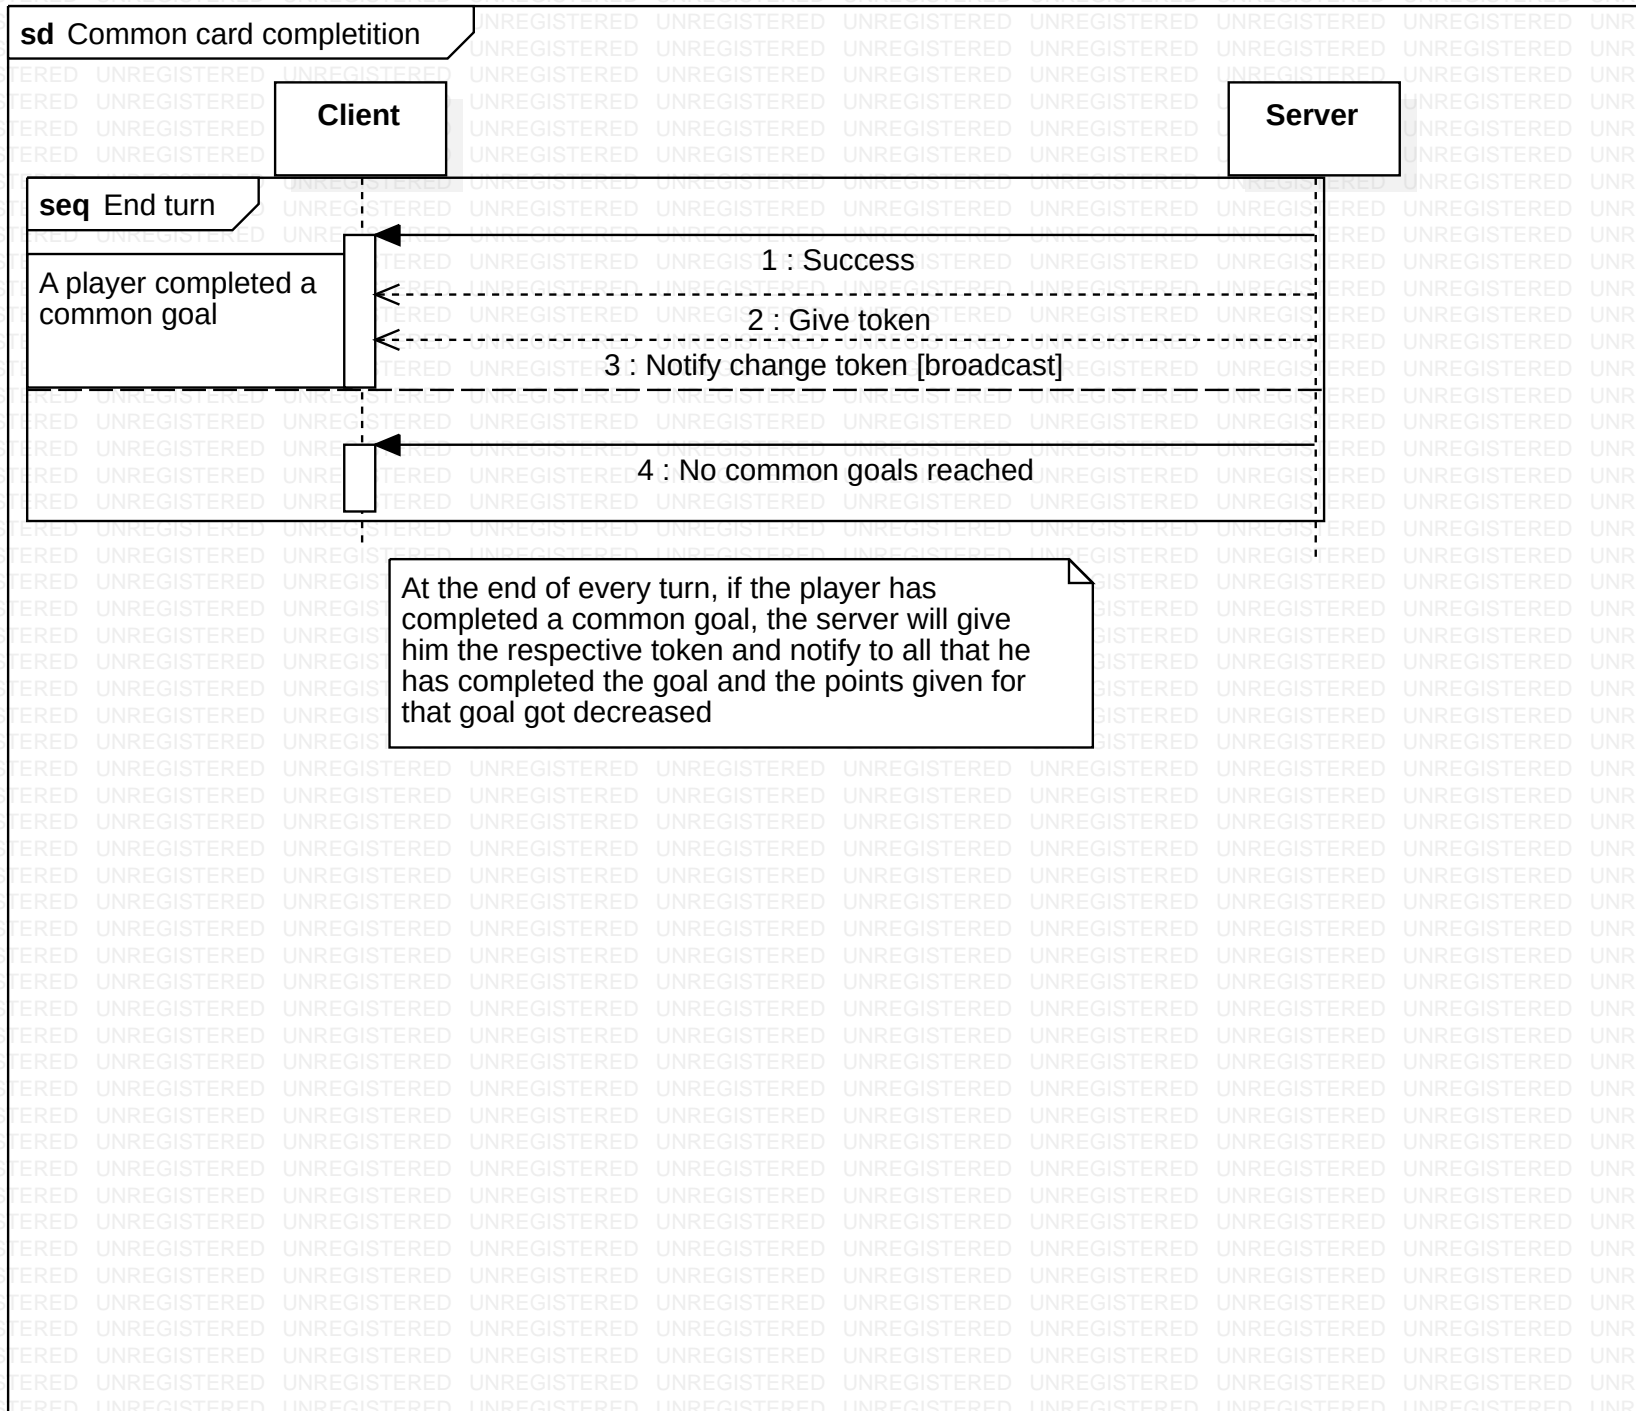 sd Common card completition
Client
Server
seq End turn
A player completed a
common goal
1 : Success
2 : Give token
3 : Notify change token [broadcast]
4 : No common goals reached
At the end of every turn, if the player has
completed a common goal, the server will give
him the respective token and notify to all that he
has completed the goal and the points given for
that goal got decreased
UNREGISTERED